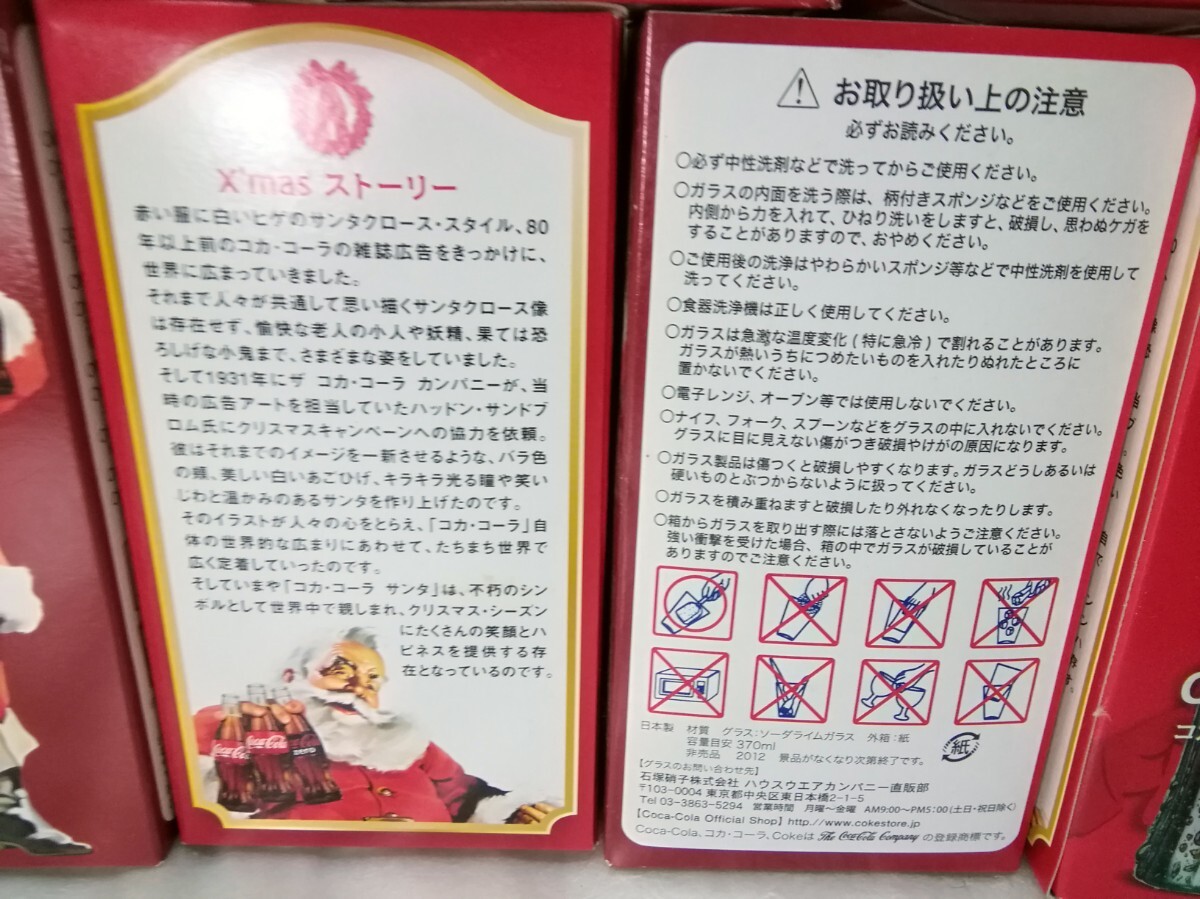 X'mas ストーリー
赤い服に白いヒゲのサンタクロース・スタイル、80
年以上前のコカ・コーラの雑誌広告をきっかけに、
世界に広まっていきました。
それまで人々が共通して思い描くサンタクロース像
は存在せず、愉快な老人の小人や妖精、果ては恐
ろしげな小鬼まで、さまざまな姿をしていました。
そして1931年にザ コカ・コーラ カンパニーが、当
時の広告アートを担当していたハッドン・サンドブ
ロム氏にクリスマスキャンペーンへの協力を依頼。
彼はそれまでのイメージを一新させるような、バラ色
の頬、美しい白いあごひげ、キラキラ光る瞳や笑い
じわと温かみのあるサンタを作り上げたのです。
そのイラストが人々の心をとらえ、「コカ・コーラ」自
体の世界的な広まりにあわせて、たちまち世界で
広く定着していったのです。
そしていまや「コカ・コーラ サンタ」は、不朽のシン
ボルとして世界中で親しまれ、クリスマス・シーズン
にたくさんの笑顔とハ
ピネスを提供する存
在となっているのです。
Coca-Cola
Coca-Cola
zero
お取り扱い上の注意
必ずお読みください。
○必ず中性洗剤などで洗ってからご使用ください。
○ガラスの内面を洗う際は、柄付きスポンジなどをご使用ください。
内側から力を入れて、ひねり洗いをしますと、破損し、思わぬケガを
することがありますので、おやめください。
○ご使用後の洗浄はやわらかいスポンジ等などで中性洗剤を使用して
洗ってください。
○食器洗浄機は正しく使用してください。
○ガラスは急激な温度変化(特に急冷)で割れることがあります。
ガラスが熱いうちにつめたいものを入れたりぬれたところに
置かないでください。
○電子レンジ、オーブン等では使用しないでください。
○ナイフ、フォーク、スプーンなどをグラスの中に入れないでください。
グラスに目に見えない傷がつき破損やけがの原因になります。
○ガラス製品は傷つくと破損しやすくなります。ガラスどうしあるいは
硬いものとぶつからないように扱ってください。
○ガラスを積み重ねますと破損したり外れなくなったりします。
○箱からガラスを取り出す際には落とさないようご注意ください。
強い衝撃を受けた場合、箱の中でガラスが破損していることが
ありますのでご注意ください。
日本製 材質 グラス:ソーダライムガラス 外箱:紙
容量目安 370ml
非売品 2012 景品がなくなり次第終了です。
紙
【グラスのお問い合わせ先】
石塚硝子株式会社 ハウスウエアカンパニー直販部
〒103-0004 東京都中央区東日本橋2-1-5
Tel 03-3863-5294 営業時間 月曜～金曜 AM9:00～PM5:00(土日・祝日除く)
【Coca-Cola Official Shop】http://www.cokestore.jp
Coca-Cola、コカ・コーラ、Cokeは The Coca-Cola Company の登録商標です。